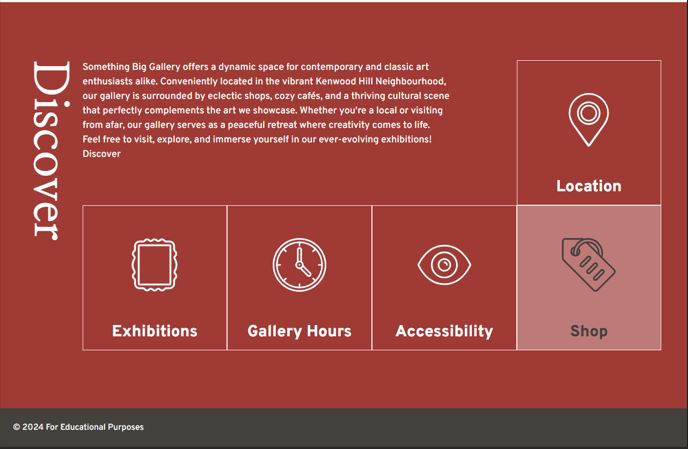 Discover
Something Big Gallery offers a dynamic space for contemporary and classic art
enthusiasts alike. Conveniently located in the vibrant Kenwood Hill Neighbourhood,
our gallery is surrounded by eclectic shops, cozy cafés, and a thriving cultural scene
that perfectly complements the art we showcase. Whether you're a local or visiting
from afar, our gallery serves as a peaceful retreat where creativity comes to life.
Feel free to visit, explore, and immerse yourself in our ever-evolving exhibitions!
Discover
Location
Exhibitions
Gallery Hours
Accessibility
Shop
© 2024 For Educational Purposes